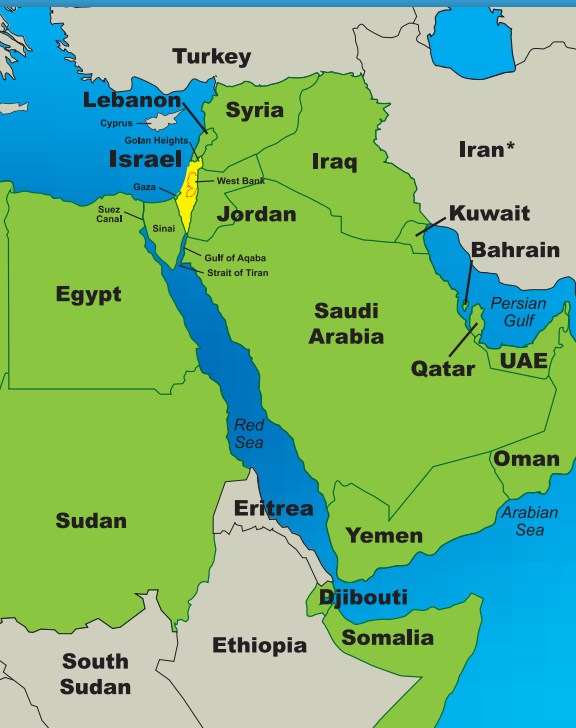 Turkey
Lebanon
Syria
Cyprus
Golan Heights
Israel
Iraq
Iran*
West Bank
Gaza
Suez
Canal
Sinai
Jordan
Kuwait
Bahrain
Gulf of Aqaba
Strait of Tiran
Egypt
Saudi
Arabia
Persian
Gulf
Qatar
UAE
Red
Sea
Oman
Eritrea
Sudan
Yemen
Arabian
Sea
Djibouti
Ethiopia
Somalia
South
Sudan